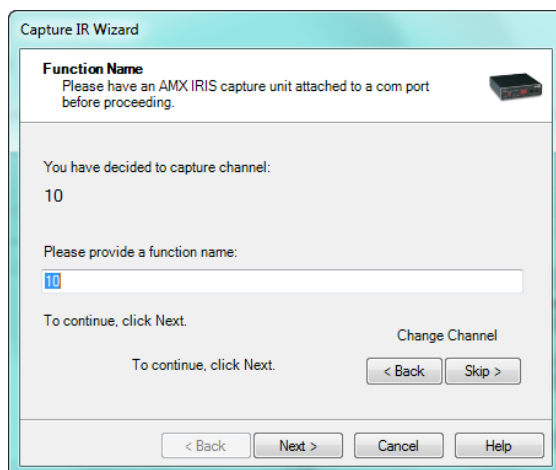 Capture IR Wizard
Function Name
Please have an AMX IRIS capture unit attached to a com port
before proceeding.
You have decided to capture channel:
10
Please provide a function name:
10
To continue, click Next.
Change Channel
To continue, click Next.
< Back Skip >
< Back Next > Cancel Help